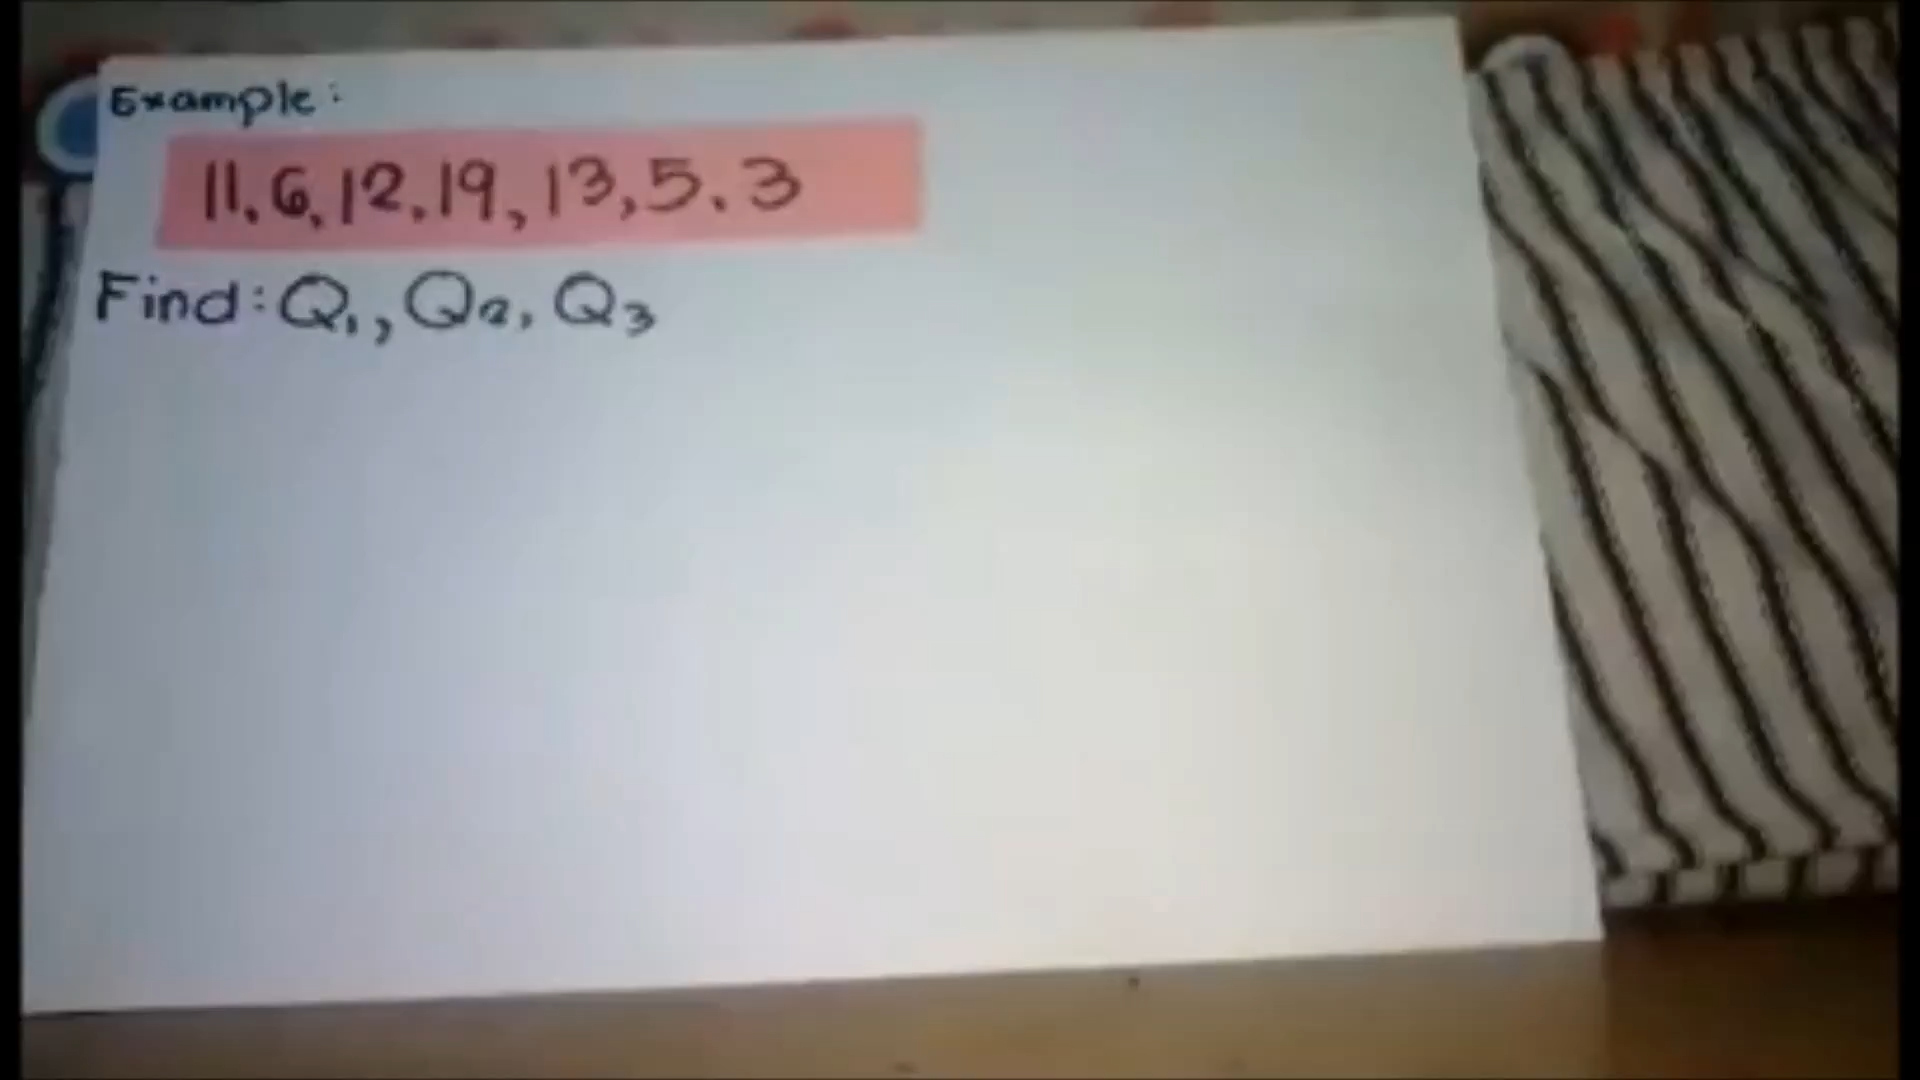 Example:
11, 6, 12, 19, 13, 5, 3
Find: Q₁, Q₂, Q₃